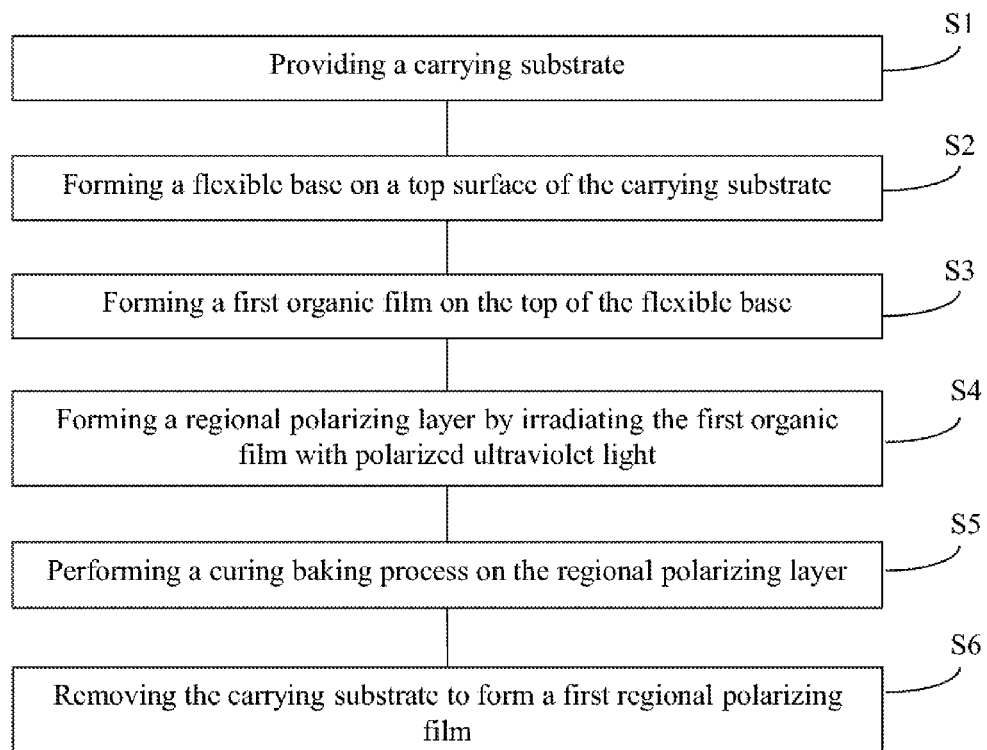 S1
Providing a carrying substrate
S2
Forming a flexible base on a top surface of the carrying substrate
S3
Forming a first organic film on the top of the flexible base
S4
Forming a regional polarizing layer by irradiating the first organic
film with polarized ultraviolet light
S5
Performing a curing baking process on the regional polarizing layer
S6
Removing the carrying substrate to form a first regional polarizing
film